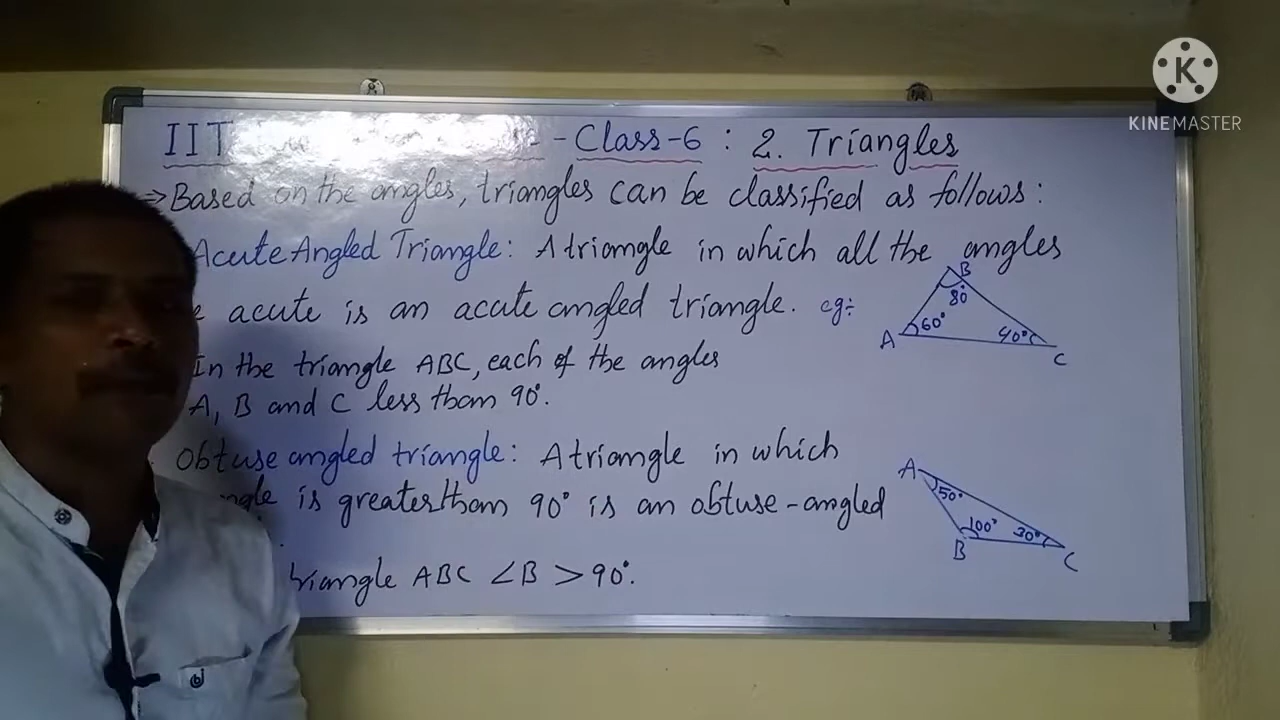 IIT - Class-6 : 2. Triangles
⇒ Based on the angles, triangles can be classified as follows:
Acute Angled Triangle: A triangle in which all the angles
acute is an acute angled triangle. eg:-
In the triangle ABC, each of the angles
A, B and C less than 90°.
Obtuse angled triangle: A triangle in which
is greater than 90° is an obtuse-angled
triangle ABC ∠B > 90°.
B
80°
A 60° 40° C
A
50°
100° 30°
B C
K
KINEMASTER